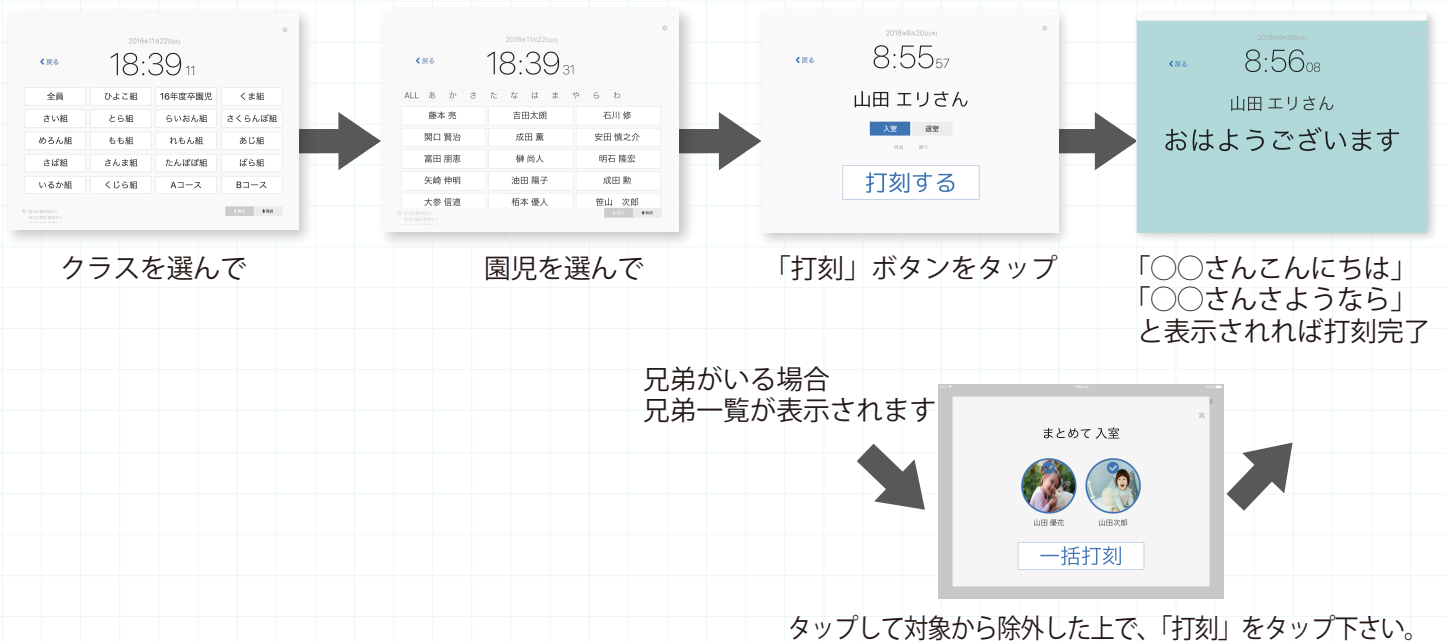 2016年11月22日(火)
戻る
18:39 11
全員 ひよこ組 16年度卒園児 くま組
さい組 とら組 らいおん組 さくらんぼ組
めろん組 もも組 れもん組 あじ組
さば組 さんま組 たんぽぽ組 ばら組
いるか組 くじら組 Aコース Bコース
クラスを選んで
2016年11月22日(火)
戻る
18:39 31
ALL あ か さ た な は ま や ら わ
藤本 亮 吉田太朗 石川 修
関口 賢治 成田 薫 安田 慎之介
富田 朋恵 榊 尚人 明石 隆宏
矢崎 伸明 油田 陽子 成田 勲
大参 信道 栢本 優人 笹山 次郎
園児を選んで
戻る
8:55 57
山田 エリさん
入室 退室
外出 戻り
打刻する
「打刻」ボタンをタップ
戻る
8:56 08
山田 エリさん
おはようございます
「◯◯さんこんにちは」
「◯◯さんさようなら」
と表示されれば打刻完了
兄弟がいる場合
兄弟一覧が表示されます
まとめて 入室
山田 優花 山田次郎
一括打刻
タップして対象から除外した上で、「打刻」をタップ下さい。